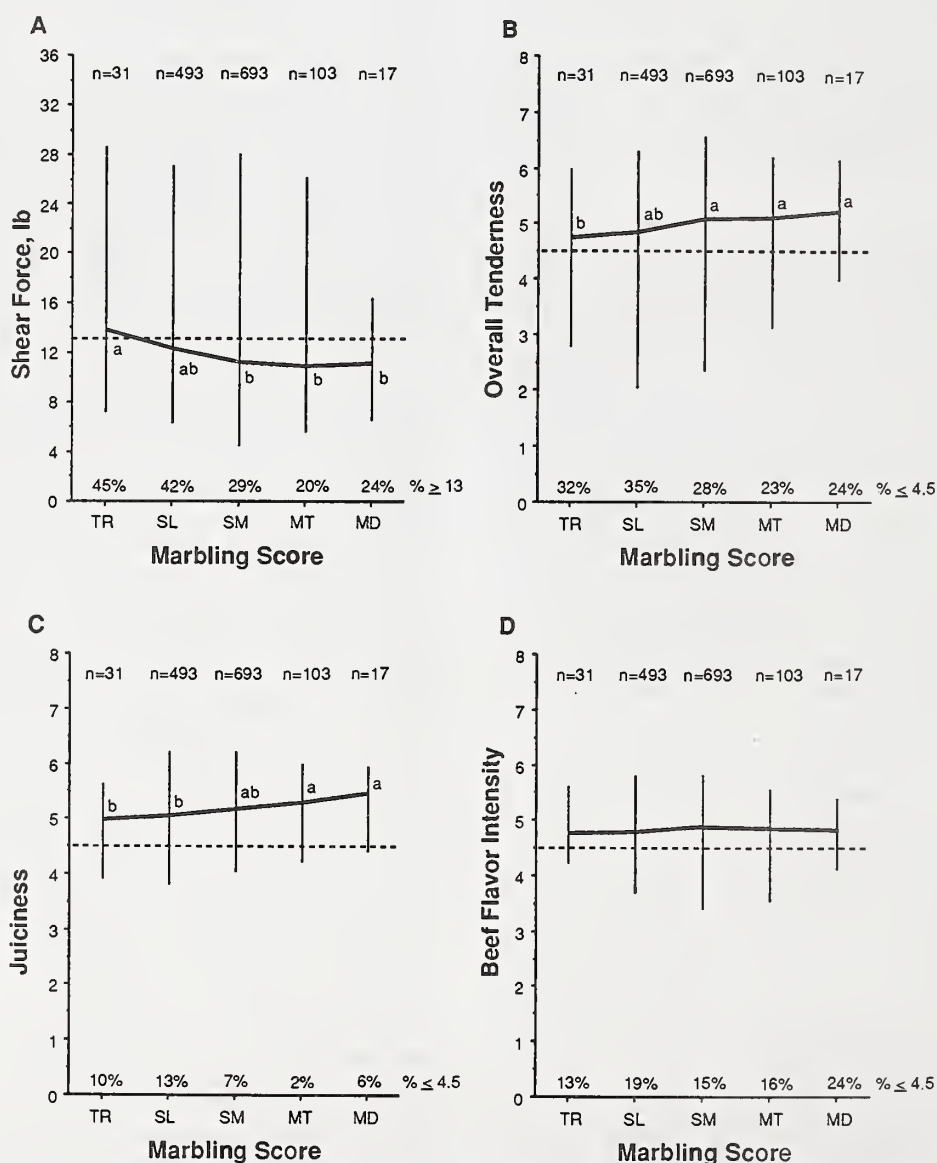 A
36
32
28
24
20
16
12
8
4
0
Shear Force, lb
n=31 n=493 n=693 n=103 n=17
a ab b b b
45% 42% 29% 20% 24% % ≥ 13
TR SL SM MT MD
Marbling Score
B
8
7
6
5
4
3
2
1
0
Overall Tenderness
n=31 n=493 n=693 n=103 n=17
b ab a a a
32% 35% 28% 23% 24% % ≤ 4.5
TR SL SM MT MD
Marbling Score
C
8
7
6
5
4
3
2
1
0
Juiciness
n=31 n=493 n=693 n=103 n=17
b b ab a a
10% 13% 7% 2% 6% % ≤ 4.5
TR SL SM MT MD
Marbling Score
D
8
7
6
5
4
3
2
1
0
Beef Flavor Intensity
n=31 n=493 n=693 n=103 n=17
13% 19% 15% 16% 24% % ≤ 4.5
TR SL SM MT MD
Marbling Score